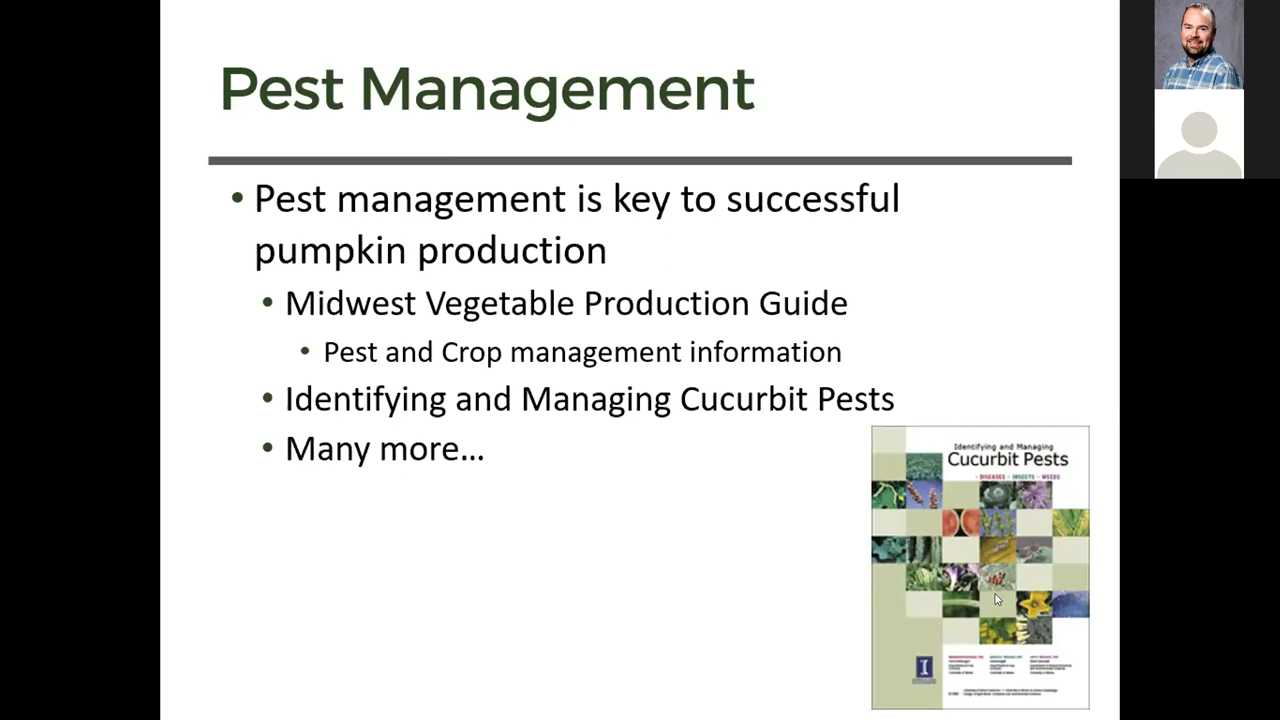 Pest Management
• Pest management is key to successful
pumpkin production
• Midwest Vegetable Production Guide
• Pest and Crop management information
• Identifying and Managing Cucurbit Pests
• Many more…
Identifying and Managing
Cucurbit Pests
• DISEASES • INSECTS • WEEDS